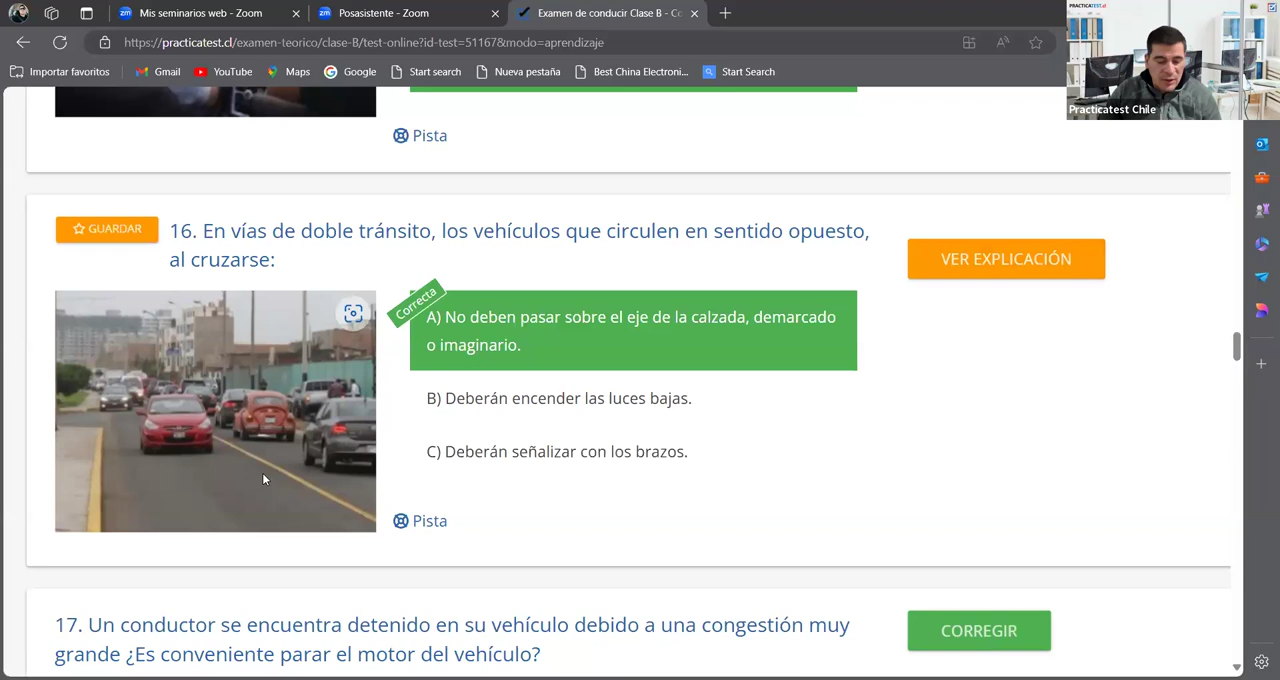 Mis seminarios web - Zoom
Posasistente - Zoom
Examen de conducir Clase B - Co
https://practicatest.cl/examen-teorico/clase-B/test-online?id-test=51167&modo=aprendizaje
Importar favoritos
Gmail
YouTube
Maps
Google
Start search
Nueva pestaña
Best China Electroni...
Start Search
PRACTICATEST.cl
Practicatest Chile
Pista
GUARDAR
16. En vías de doble tránsito, los vehículos que circulen en sentido opuesto,
al cruzarse:
VER EXPLICACIÓN
Correcta
A) No deben pasar sobre el eje de la calzada, demarcado
o imaginario.
B) Deberán encender las luces bajas.
C) Deberán señalizar con los brazos.
Pista
17. Un conductor se encuentra detenido en su vehículo debido a una congestión muy
grande ¿Es conveniente parar el motor del vehículo?
CORREGIR